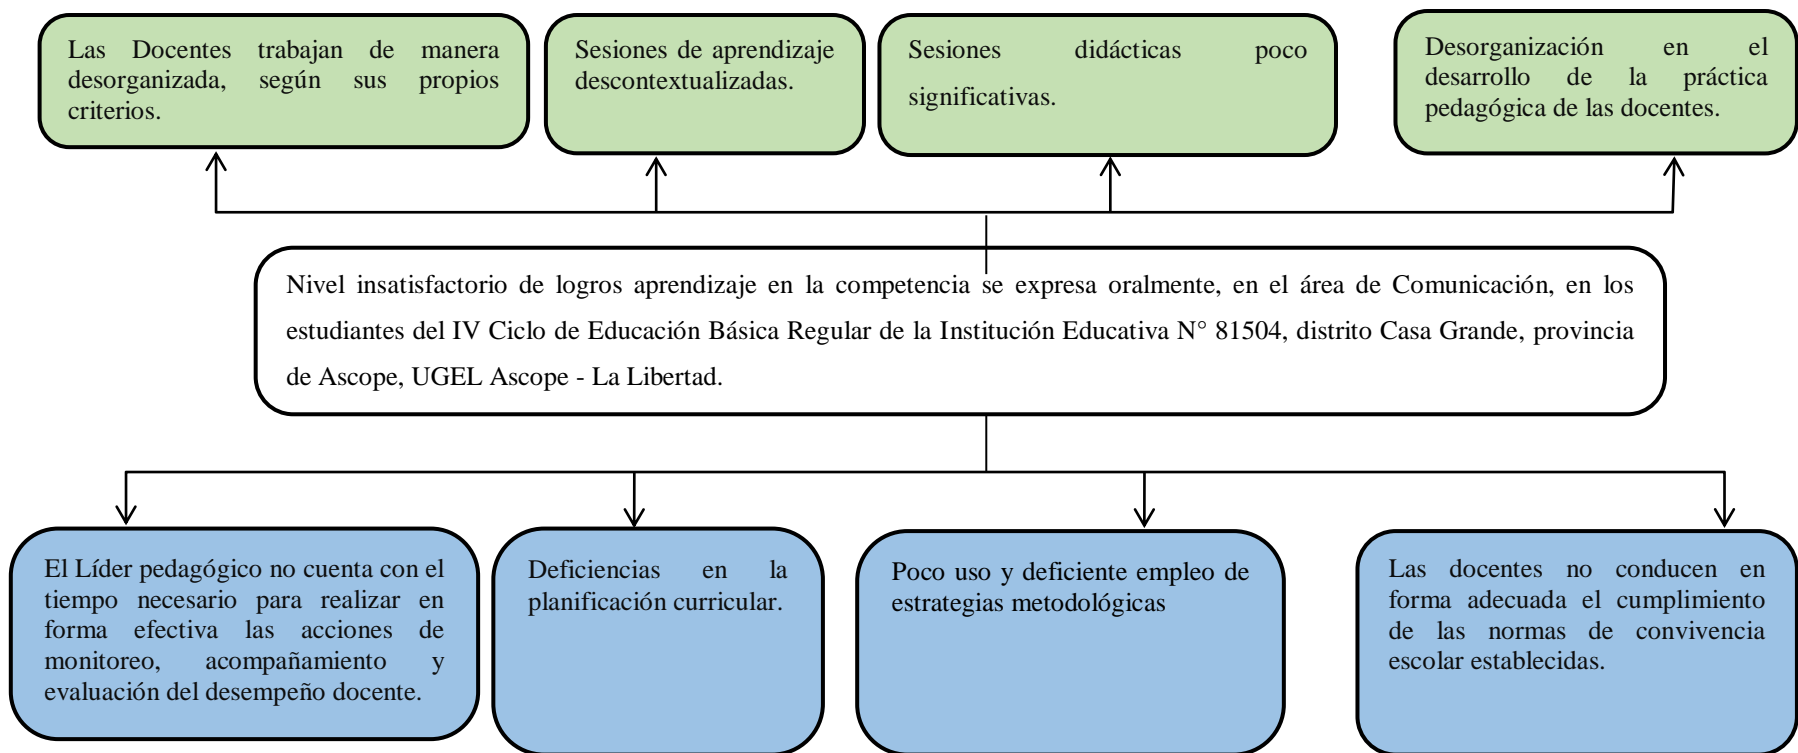 Las Docentes trabajan de manera
desorganizada, según sus propios
criterios.
Sesiones de aprendizaje
descontextualizadas.
Sesiones didácticas poco
significativas.
Desorganización en el
desarrollo de la práctica
pedagógica de las docentes.
Nivel insatisfactorio de logros aprendizaje en la competencia se expresa oralmente, en el área de Comunicación, en los
estudiantes del IV Ciclo de Educación Básica Regular de la Institución Educativa N° 81504, distrito Casa Grande, provincia
de Ascope, UGEL Ascope - La Libertad.
El Líder pedagógico no cuenta con el
tiempo necesario para realizar en
forma efectiva las acciones de
monitoreo, acompañamiento y
evaluación del desempeño docente.
Deficiencias en la
planificación curricular.
Poco uso y deficiente empleo de
estrategias metodológicas
Las docentes no conducen en
forma adecuada el cumplimiento
de las normas de convivencia
escolar establecidas.